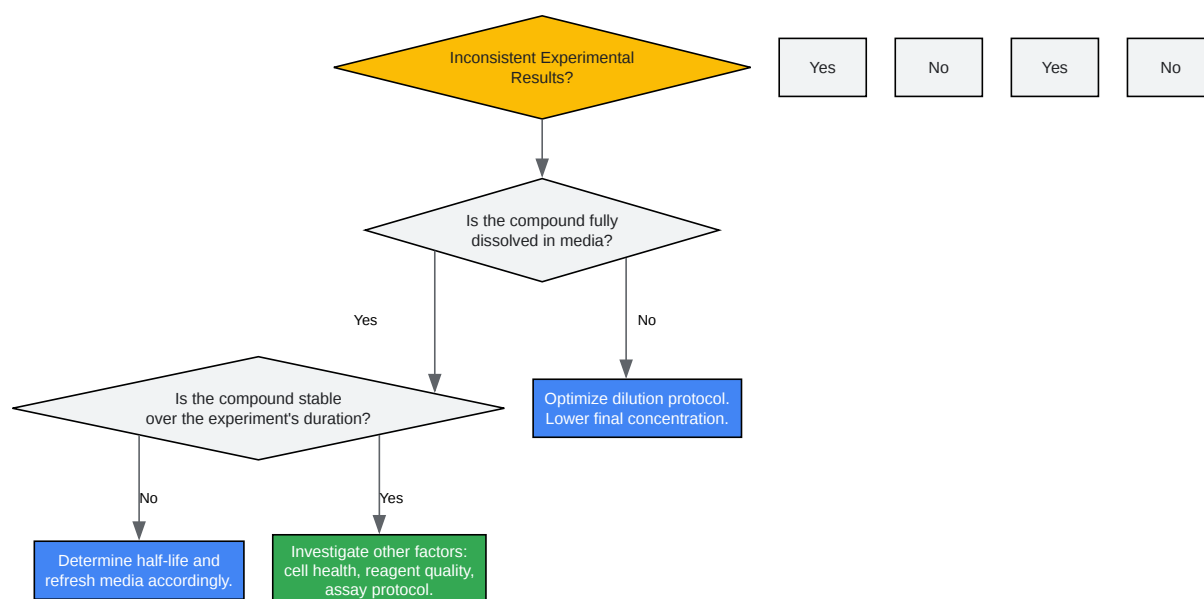 Inconsistent Experimental
Results?
Yes
No
Yes
No
Is the compound fully
dissolved in media?
Yes
No
Is the compound stable
over the experiment's duration?
Optimize dilution protocol.
Lower final concentration.
No
Yes
Determine half-life and
refresh media accordingly.
Investigate other factors:
cell health, reagent quality,
assay protocol.